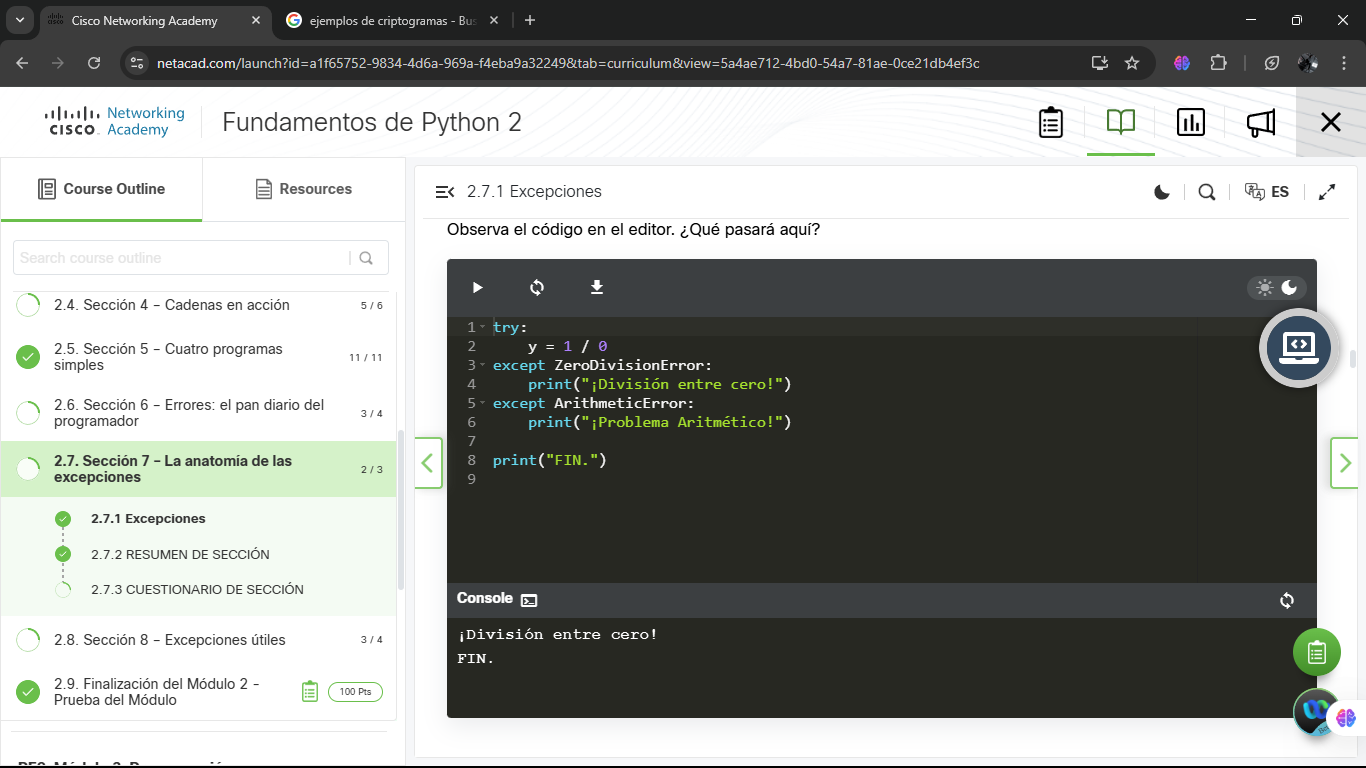 Cisco Networking Academy
ejemplos de criptogramas - Bus
netacad.com/launch?id=a1f65752-9834-4d6a-969a-f4eba9a32249&tab=curriculum&view=5a4ae712-4bd0-54a7-81ae-0ce21db4ef3c
Networking
CISCO Academy
Fundamentos de Python 2
Course Outline
Resources
Search course outline
2.4. Sección 4 - Cadenas en acción 5 / 6
2.5. Sección 5 - Cuatro programas
simples 11 / 11
2.6. Sección 6 - Errores: el pan diario del
programador 3 / 4
2.7. Sección 7 - La anatomía de las
excepciones 2 / 3
2.7.1 Excepciones
2.7.2 RESUMEN DE SECCIÓN
2.7.3 CUESTIONARIO DE SECCIÓN
2.8. Sección 8 - Excepciones útiles 3 / 4
2.9. Finalización del Módulo 2 -
Prueba del Módulo 100 Pts
2.7.1 Excepciones
ES
Observa el código en el editor. ¿Qué pasará aquí?
1 try:
2     y = 1 / 0
3 except ZeroDivisionError:
4     print("¡División entre cero!")
5 except ArithmeticError:
6     print("¡Problema Aritmético!")
7
8 print("FIN.")
9
Console
¡División entre cero!
FIN.